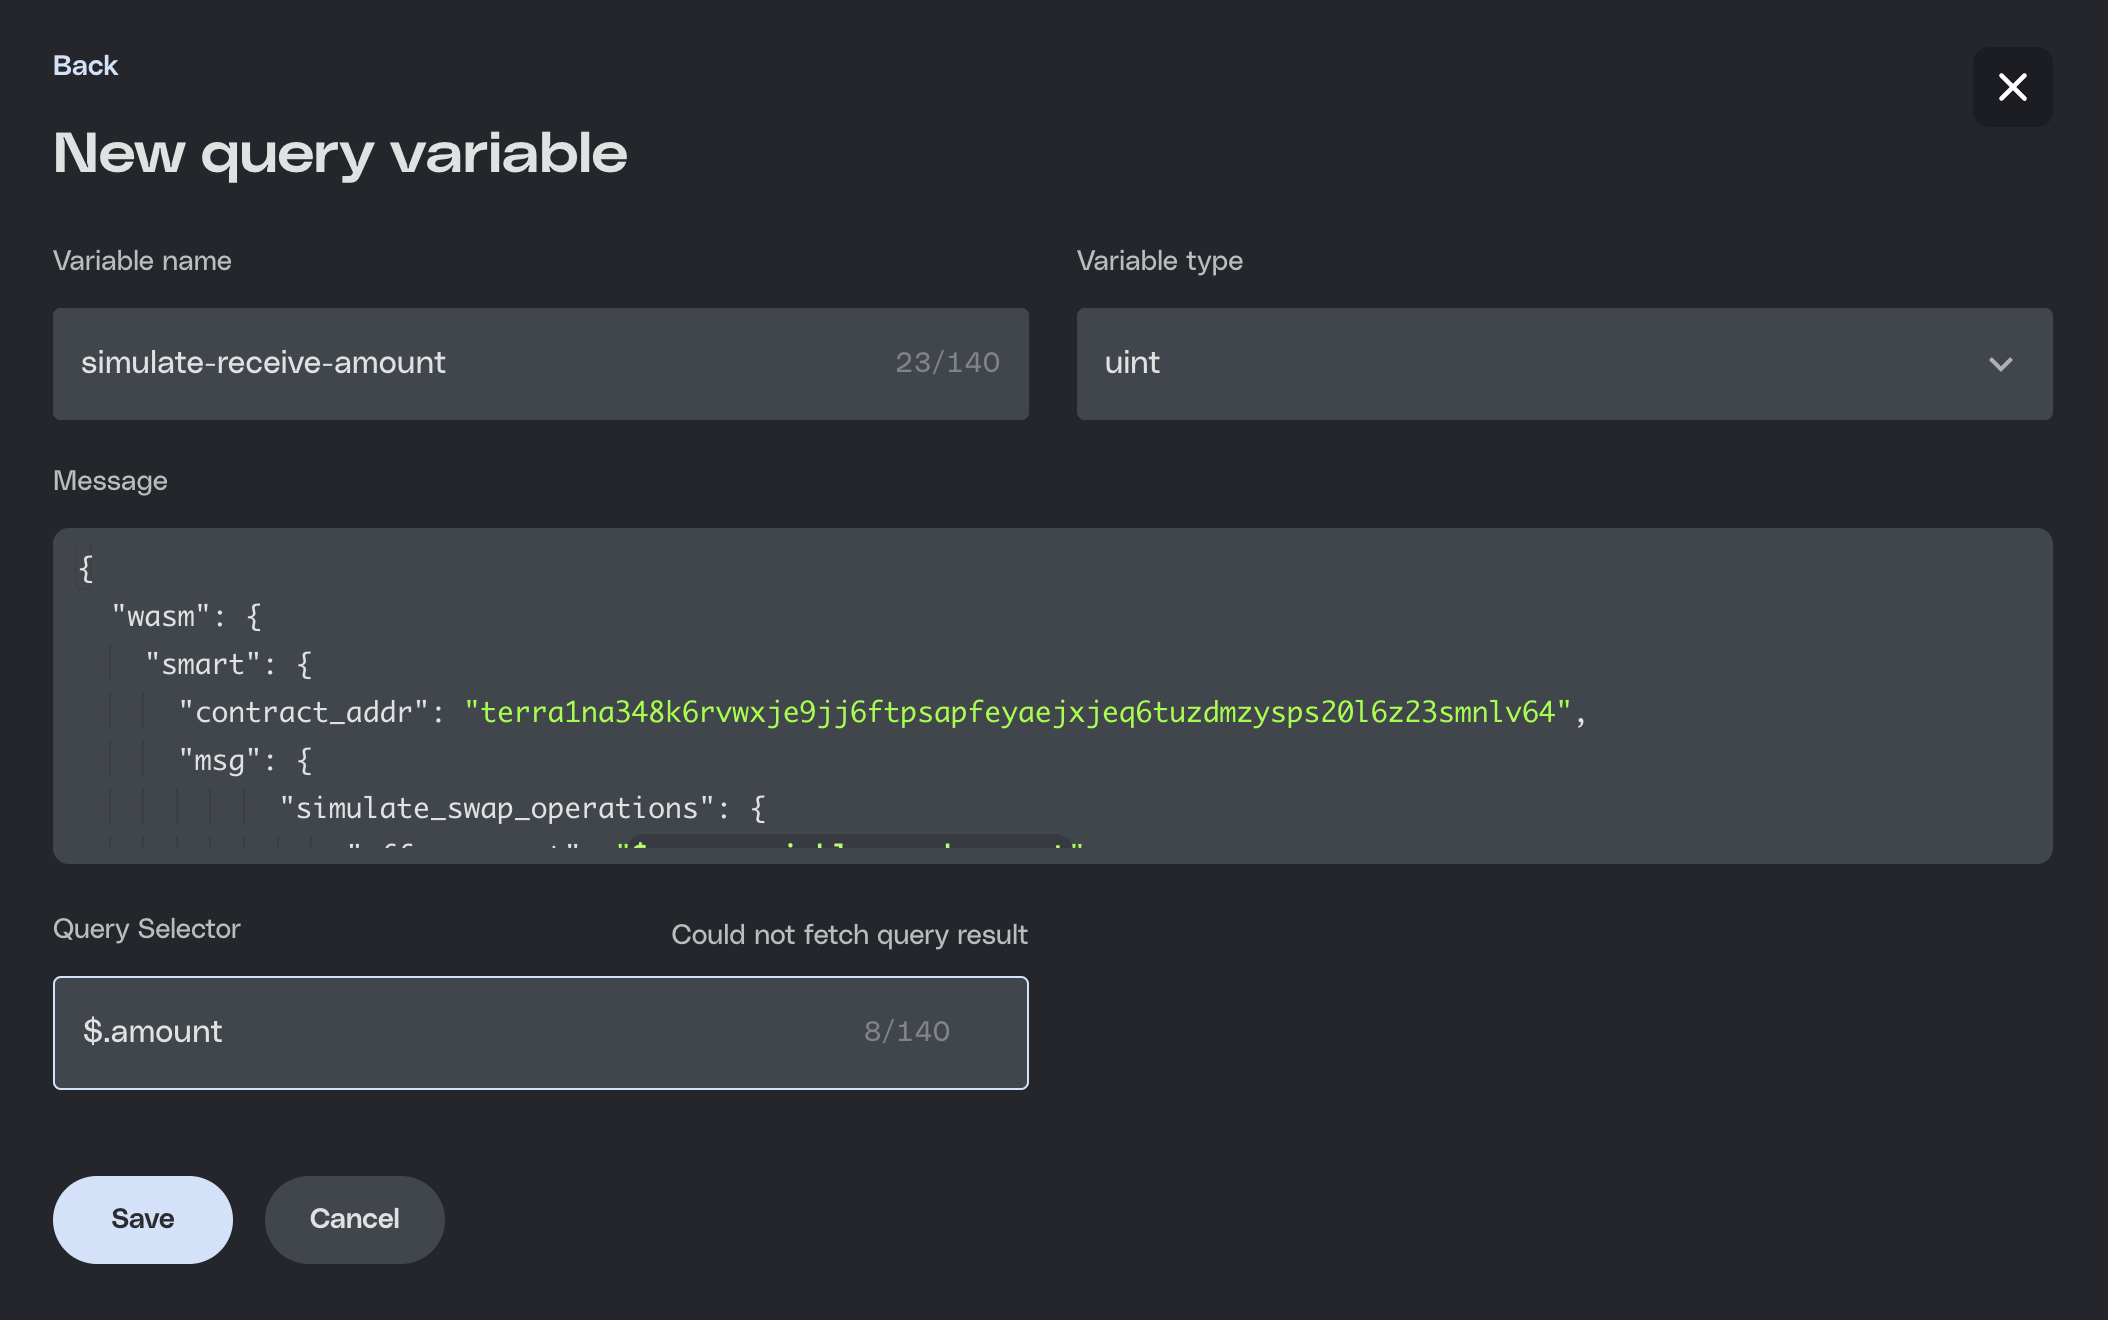 Back
New query variable
Variable name
Variable type
simulate-receive-amount 23/140
uint
Message
{
"wasm": {
"smart": {
"contract_addr": "terra1na348k6rvwxje9jj6ftpsapfeyaejxjeq6tuzdmzysps20l6z23smnlv64",
"msg": {
"simulate_swap_operations": {
Query Selector
Could not fetch query result
$.amount 8/140
Save
Cancel